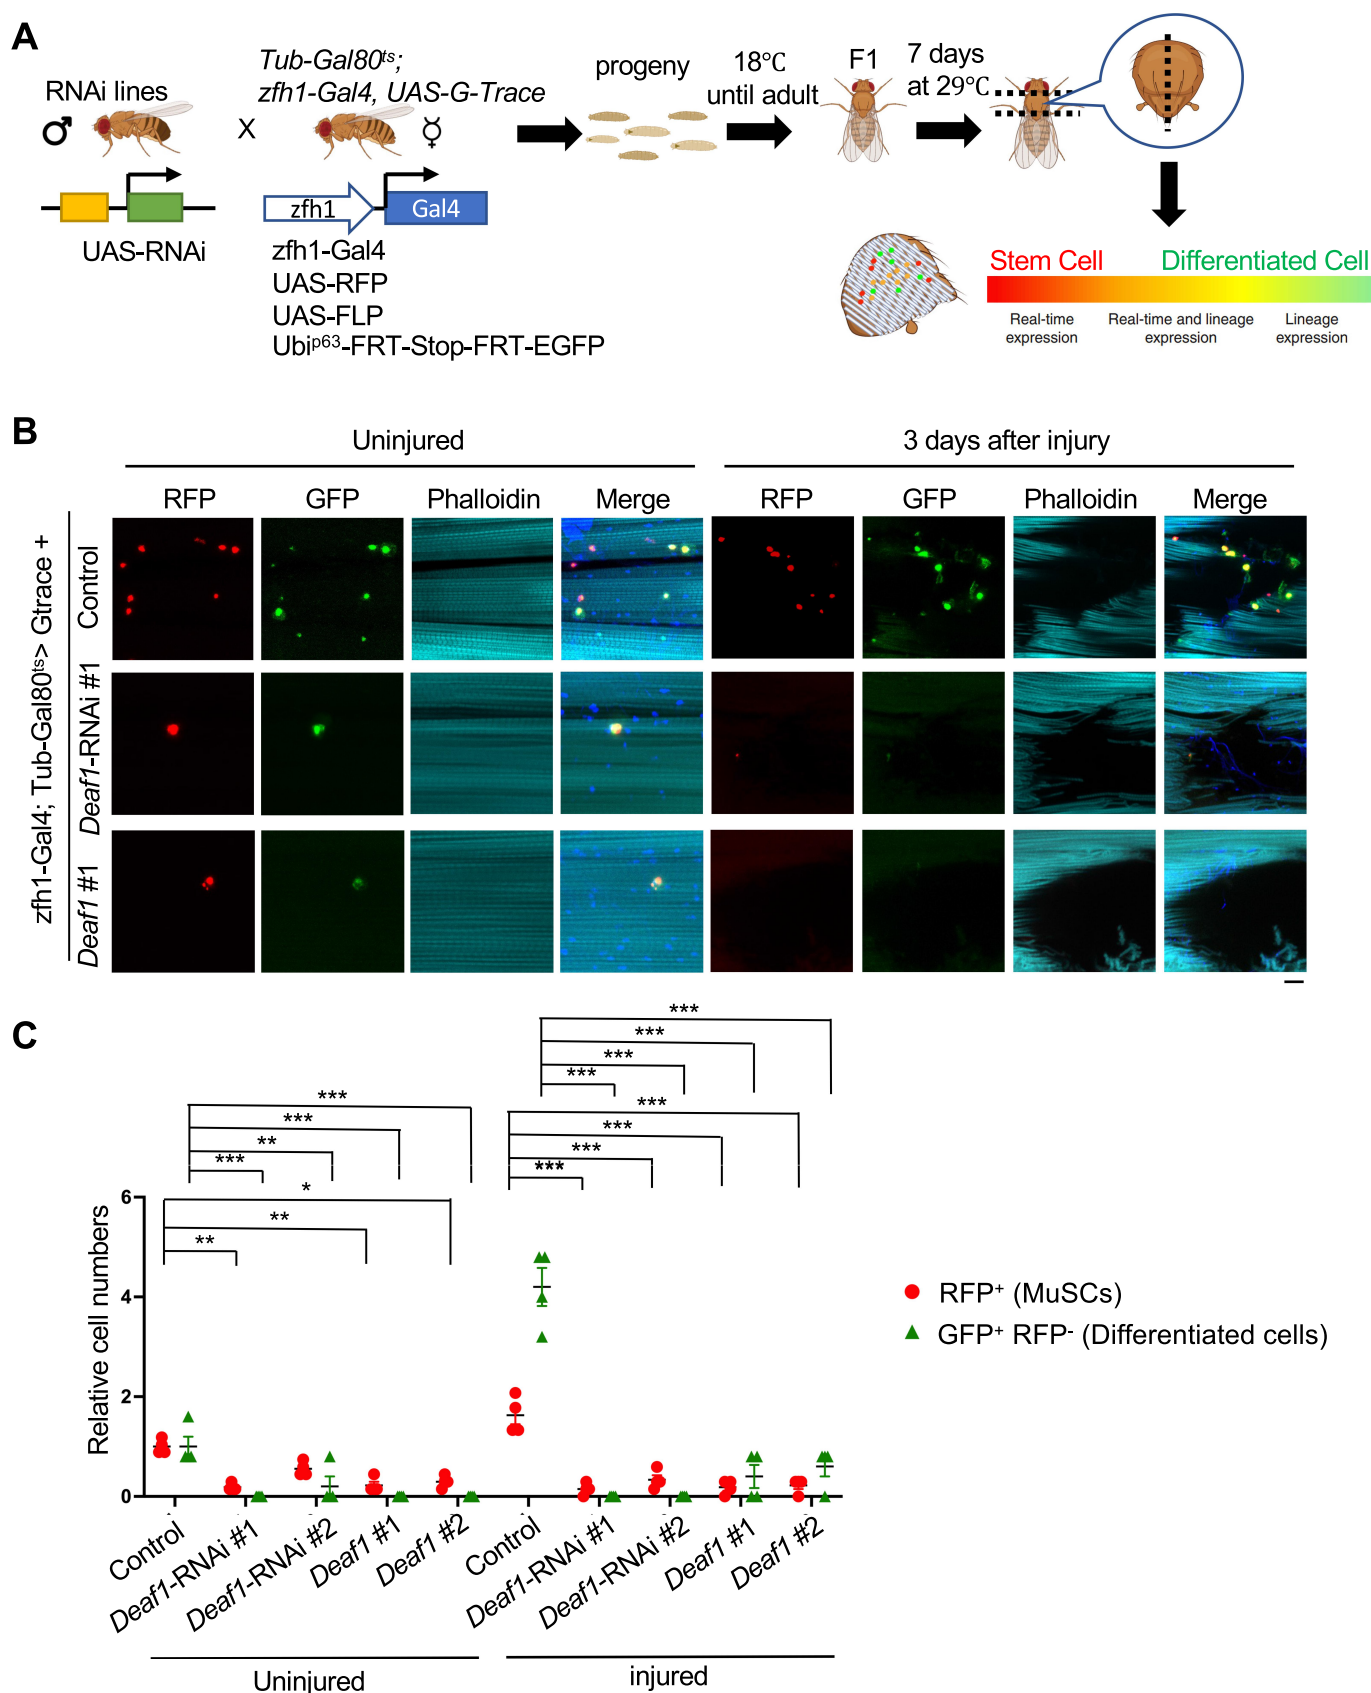 A
RNAi lines
♂
X
Tub-Gal80ts;
zfh1-Gal4, UAS-G-Trace
☿
progeny
18°C
until adult
F1
7 days
at 29°C
UAS-RNAi
zfh1
Gal4
zfh1-Gal4
UAS-RFP
UAS-FLP
Ubip63-FRT-Stop-FRT-EGFP
Stem Cell
Differentiated Cell
Real-time
expression
Real-time and lineage
expression
Lineage
expression
B
Uninjured
3 days after injury
RFP
GFP
Phalloidin
Merge
RFP
GFP
Phalloidin
Merge
zfh1-Gal4; Tub-Gal80ts> Gtrace +
Control
Deaf1-RNAi #1
Deaf1 #1
C
***
***
**
***
*
**
**
***
***
***
***
***
***
***
***
Relative cell numbers
6
4
2
0
Control
Deaf1-RNAi #1
Deaf1-RNAi #2
Deaf1 #1
Deaf1 #2
Control
Deaf1-RNAi #1
Deaf1-RNAi #2
Deaf1 #1
Deaf1 #2
Uninjured
injured
RFP+ (MuSCs)
GFP+ RFP- (Differentiated cells)